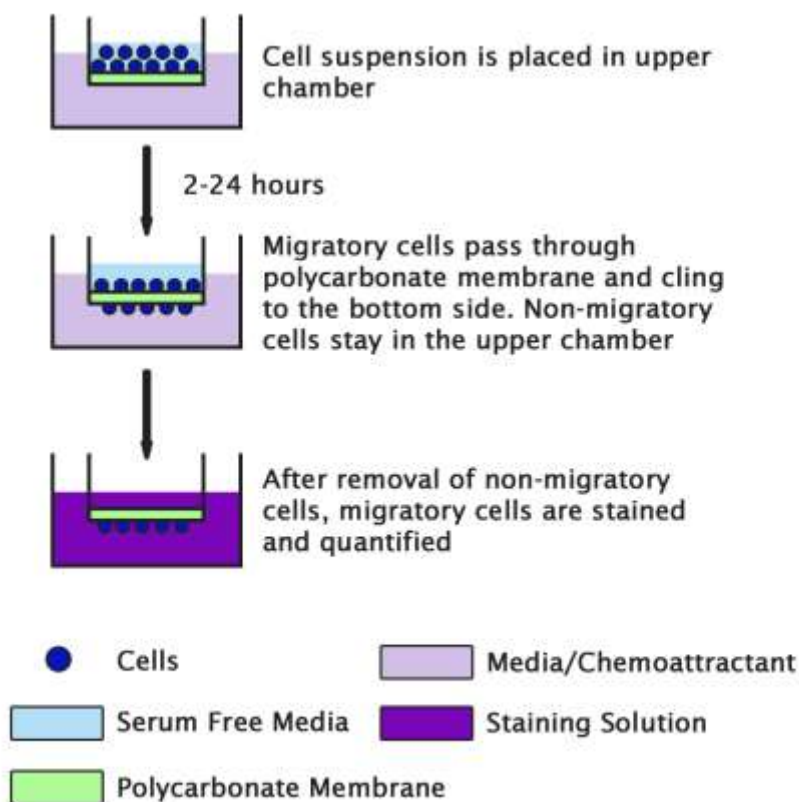 Cell suspension is placed in upper
chamber
2-24 hours
Migratory cells pass through
polycarbonate membrane and cling
to the bottom side. Non-migratory
cells stay in the upper chamber
After removal of non-migratory
cells, migratory cells are stained
and quantified
Cells
Media/Chemoattractant
Serum Free Media
Staining Solution
Polycarbonate Membrane